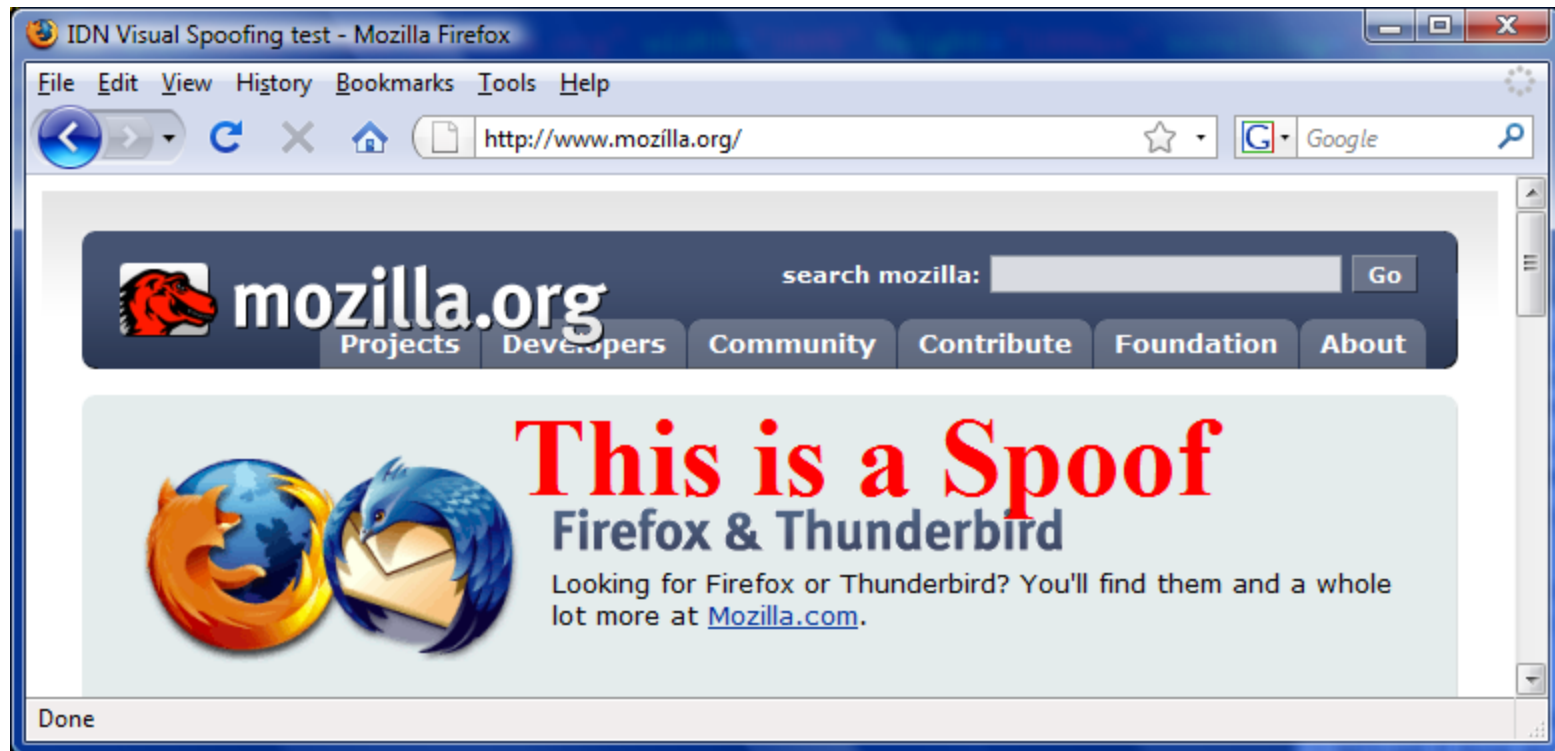 IDN Visual Spoofing test - Mozilla Firefox
File Edit View History Bookmarks Tools Help
http://www.mozílla.org/
G Google
mozilla.org
search mozilla: Go
Projects Developers Community Contribute Foundation About
This is a Spoof
Firefox & Thunderbird
Looking for Firefox or Thunderbird? You'll find them and a whole
lot more at Mozilla.com.
Done